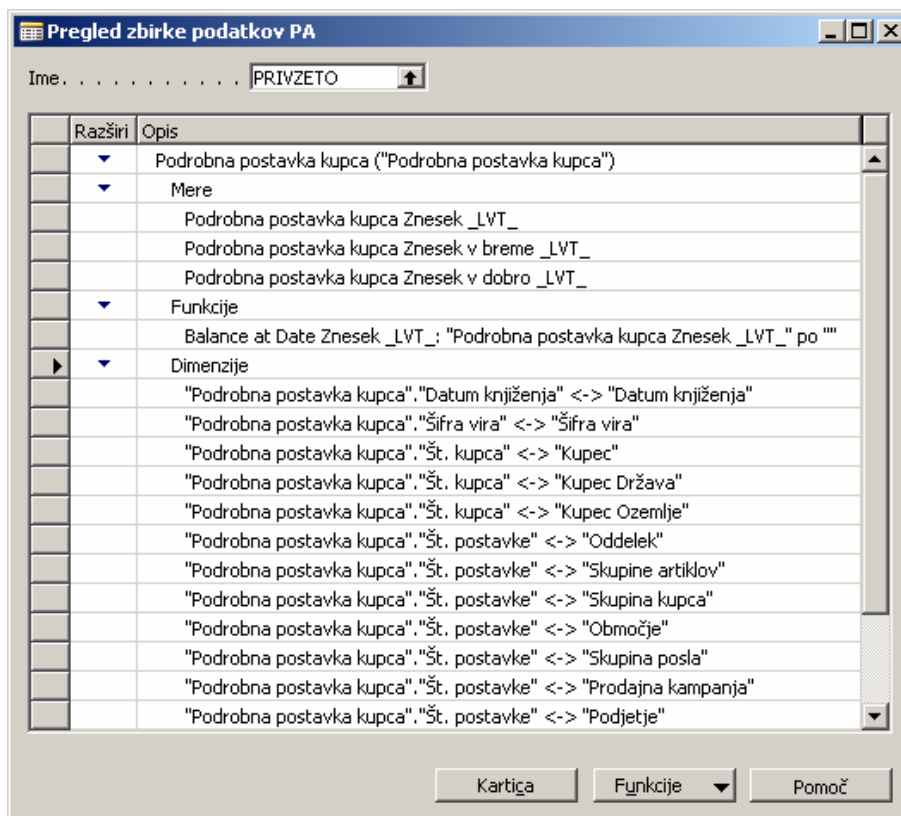 Pregled zbirke podatkov PA
Ime. . . . . . . . . . . PRIVZETO
Razširi Opis
Podrobna postavka kupca ("Podrobna postavka kupca")
Mere
Podrobna postavka kupca Znesek _LVT_
Podrobna postavka kupca Znesek v breme _LVT_
Podrobna postavka kupca Znesek v dobro _LVT_
Funkcije
Balance at Date Znesek _LVT_: "Podrobna postavka kupca Znesek _LVT_" po ""
Dimenzije
"Podrobna postavka kupca"."Datum knjiženja" <-> "Datum knjiženja"
"Podrobna postavka kupca"."Šifra vira" <-> "Šifra vira"
"Podrobna postavka kupca"."Št. kupca" <-> "Kupec"
"Podrobna postavka kupca"."Št. kupca" <-> "Kupec Država"
"Podrobna postavka kupca"."Št. kupca" <-> "Kupec Ozemlje"
"Podrobna postavka kupca"."Št. postavke" <-> "Oddelek"
"Podrobna postavka kupca"."Št. postavke" <-> "Skupine artiklov"
"Podrobna postavka kupca"."Št. postavke" <-> "Skupina kupca"
"Podrobna postavka kupca"."Št. postavke" <-> "Območje"
"Podrobna postavka kupca"."Št. postavke" <-> "Skupina posla"
"Podrobna postavka kupca"."Št. postavke" <-> "Prodajna kampanja"
"Podrobna postavka kupca"."Št. postavke" <-> "Podjetje"
Kartica Funkcije Pomoč